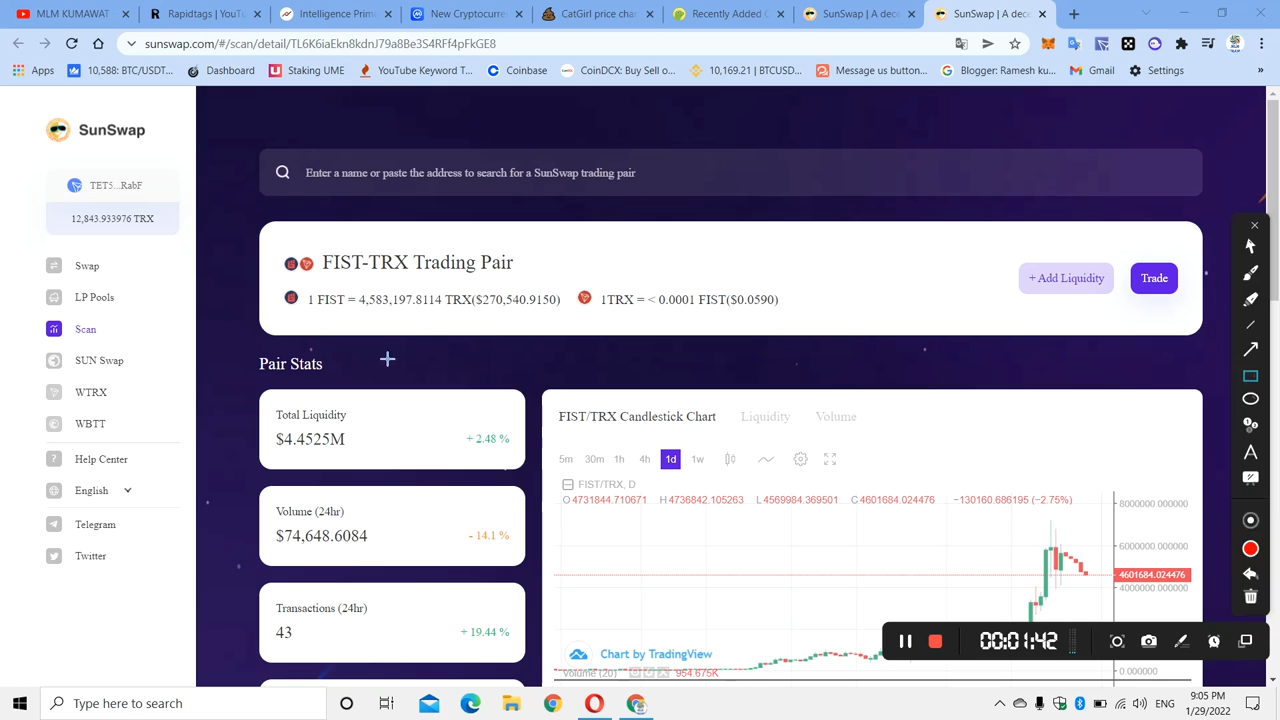 MLM KUMAWAT
Rapidtags | YouTu
Intelligence Prim
New Cryptocurre
CatGirl price char
Recently Added C
SunSwap | A dece
SunSwap | A dece
sunswap.com/#/scan/detail/TL6K6iaEkn8kdnJ79a8Be3S4RFf4pFkGE8
Apps
10,588: BTC/USDT...
Dashboard
Staking UME
YouTube Keyword T...
Coinbase
CoinDCX: Buy Sell o...
10,169.21 | BTCUSD...
Message us button...
Blogger: Ramesh ku...
Gmail
Settings
SunSwap
TET5...RabF
12,843.933976 TRX
Swap
LP Pools
Scan
SUN Swap
WTRX
WBTT
Help Center
English
Telegram
Twitter
Enter a name or paste the address to search for a SunSwap trading pair
FIST-TRX Trading Pair
1 FIST = 4,583,197.8114 TRX($270,540.9150)
1TRX = < 0.0001 FIST($0.0590)
+ Add Liquidity
Trade
Pair Stats
Total Liquidity
$4.4525M
+ 2.48 %
Volume (24hr)
$74,648.6084
- 14.1 %
Transactions (24hr)
43
+ 19.44 %
FIST/TRX Candlestick Chart
Liquidity
Volume
5m 30m 1h 4h 1d 1w
FIST/TRX, D
O4731844.710671 H4736842.105263 L4569984.369501 C4601684.024476 −130160.686195 (−2.75%)
8000000.000000
6000000.000000
4601684.024476
4000000.000000
0.000000
Chart by TradingView
Volume (20)
954.675K
00:01:42
Type here to search
ENG
9:05 PM
1/29/2022